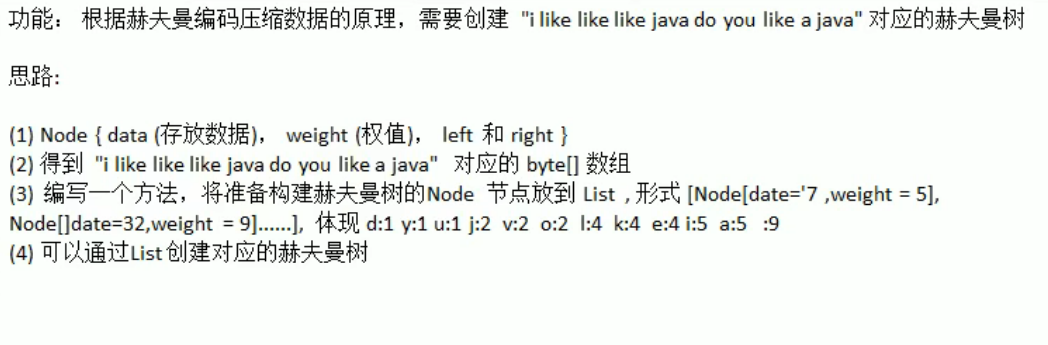 功能： 根据赫夫曼编码压缩数据的原理，需要创建 "i like like like java do you like a java" 对应的赫夫曼树
思路：
(1) Node { data (存放数据)， weight (权值)， left 和 right }
(2) 得到 "i like like like java do you like a java" 对应的 byte[] 数组
(3) 编写一个方法，将准备构建赫夫曼树的Node 节点放到 List , 形式 [Node[date='7 ,weight = 5],
Node[]date=32,weight = 9]......], 体现 d:1 y:1 u:1 j:2 v:2 o:2 l:4 k:4 e:4 i:5 a:5 :9
(4) 可以通过List 创建对应的赫夫曼树